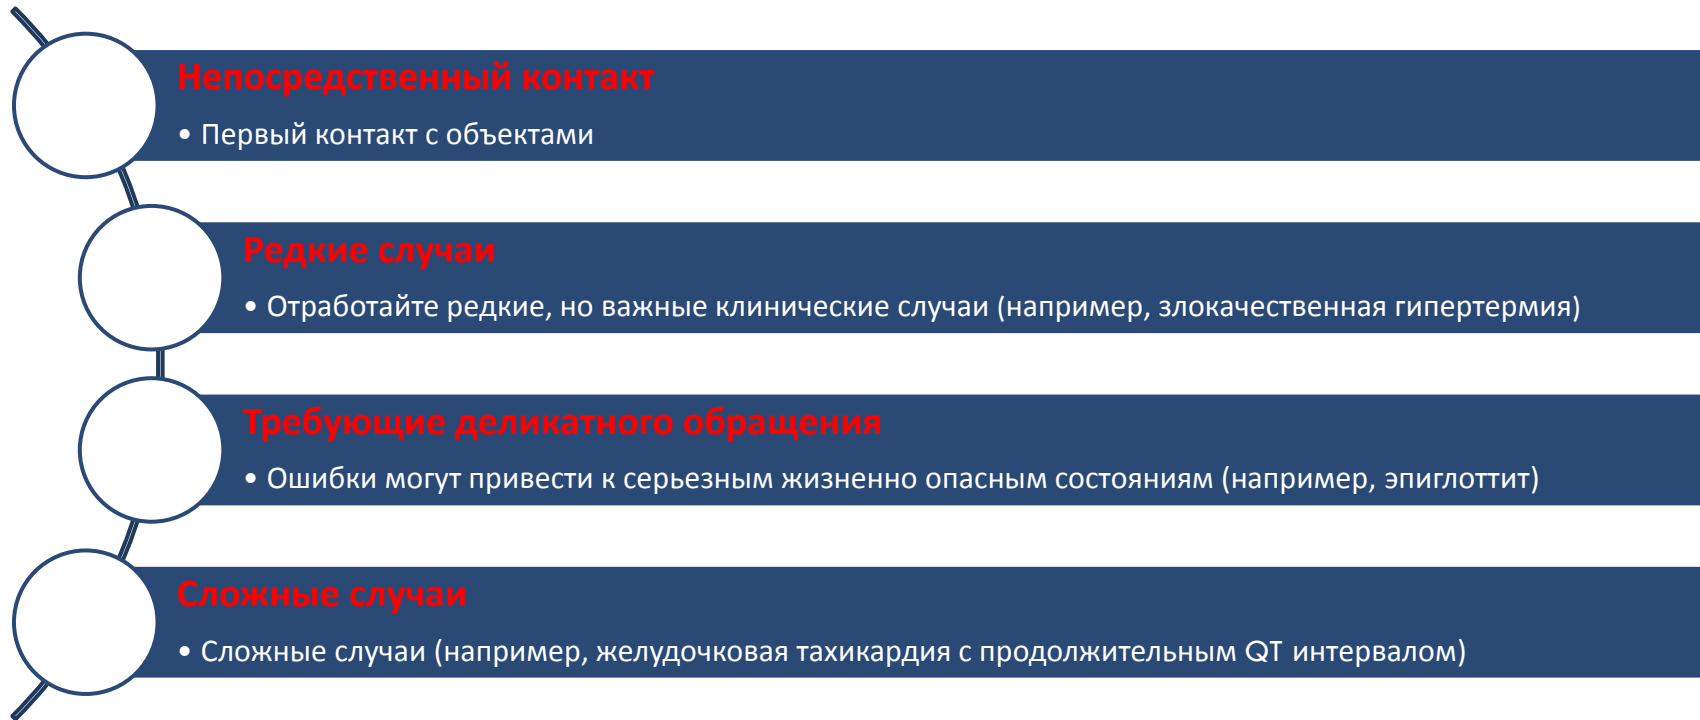 Непосредственный контакт
• Первый контакт с объектами
Редкие случаи
• Отработайте редкие, но важные клинические случаи (например, злокачественная гипертермия)
Требующие деликатного обращения
• Ошибки могут привести к серьезным жизненно опасным состояниям (например, эпиглоттит)
Сложные случаи
• Сложные случаи (например, желудочковая тахикардия с продолжительным QT интервалом)